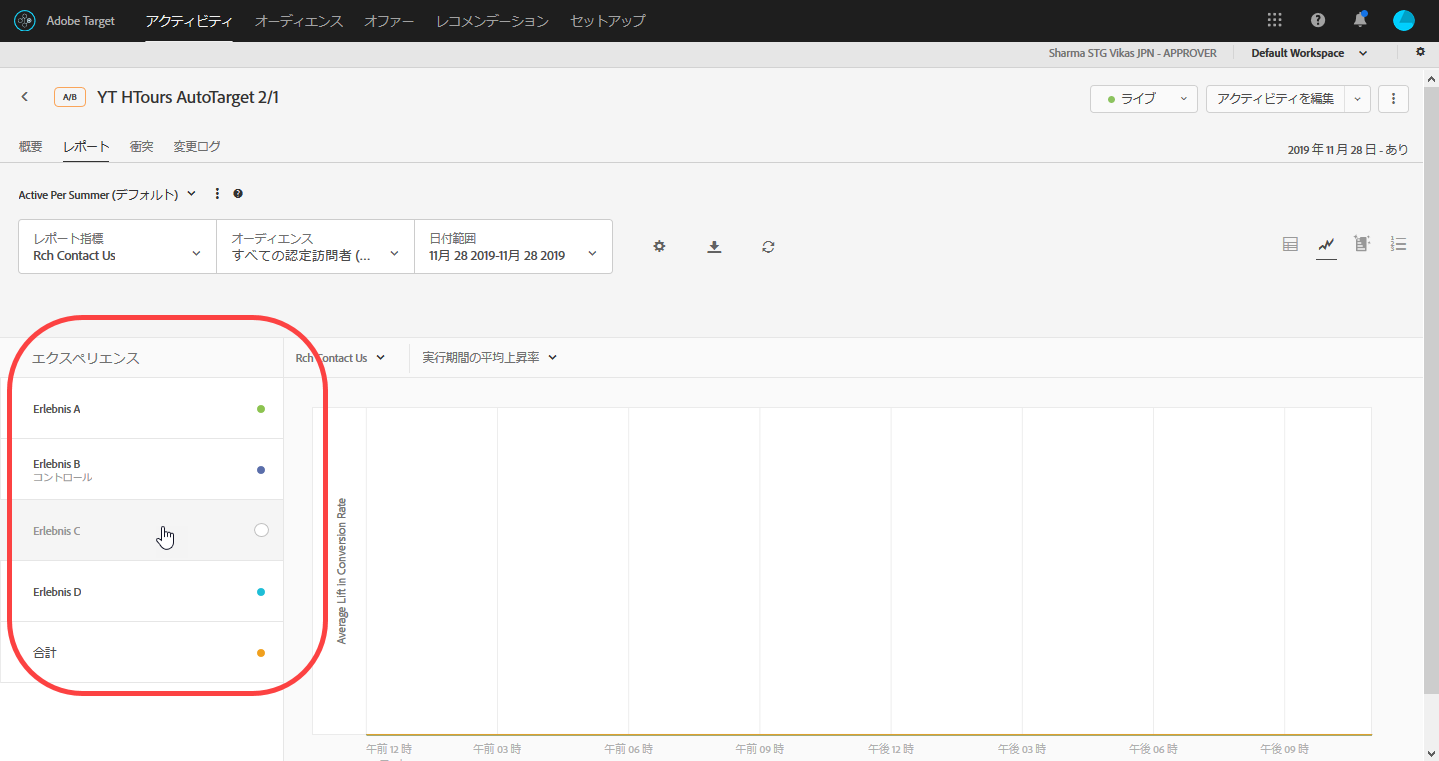 Adobe Target
アクティビティ
オーディエンス
オファー
レコメンデーション
セットアップ
Sharma STG Vikas JPN - APPROVER
Default Workspace
A/B
YT HTours AutoTarget 2/1
ライブ
アクティビティを編集
概要
レポート
衝突
変更ログ
2019 年 11 月 28 日 - あり
Active Per Summer (デフォルト)
レポート指標
Rch Contact Us
オーディエンス
すべての認定訪問者 (...
日付範囲
11月 28 2019-11月 28 2019
エクスペリエンス
Rch Contact Us
実行期間の平均上昇率
Erlebnis A
Erlebnis B
コントロール
Erlebnis C
Erlebnis D
合計
Average Lift in Conversion Rate
午前 12 時
午前 03 時
午前 06 時
午前 09 時
午後 12 時
午後 03 時
午後 06 時
午後 09 時